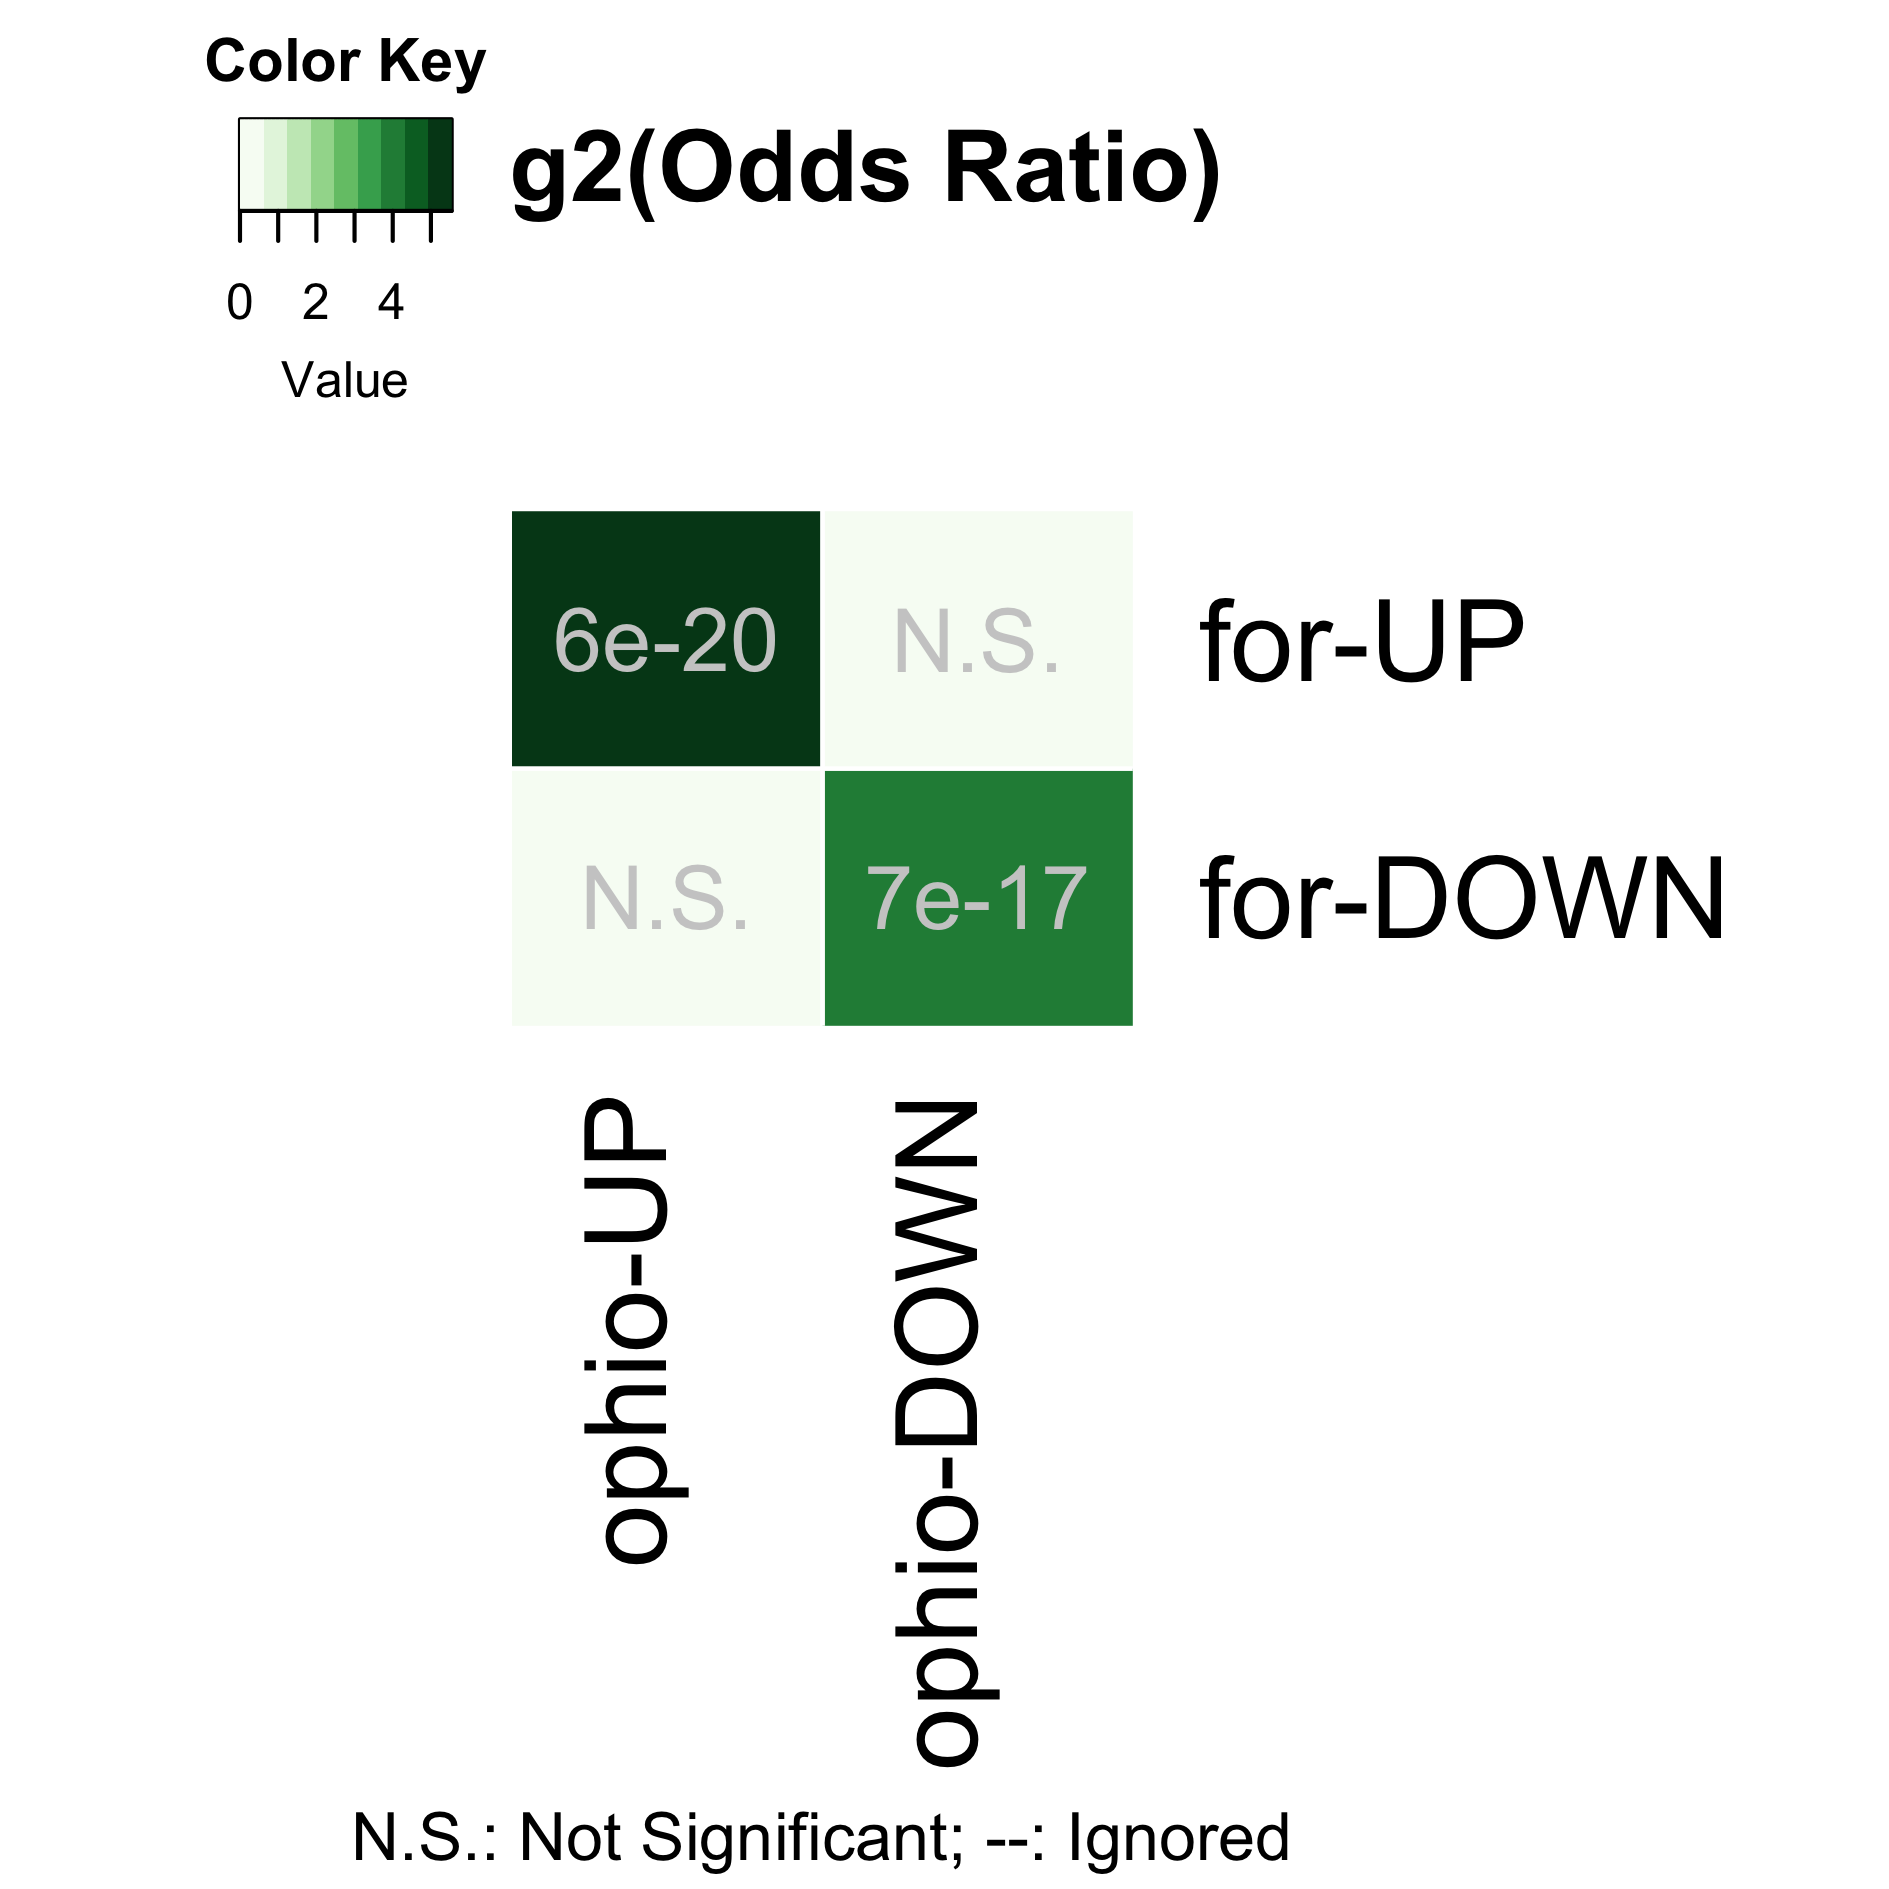 Color Key
g2(Odds Ratio)
0 2 4
Value
6e-20 N.S. for-UP
N.S. 7e-17 for-DOWN
ophio-UP
ophio-DOWN
N.S.: Not Significant; --: Ignored